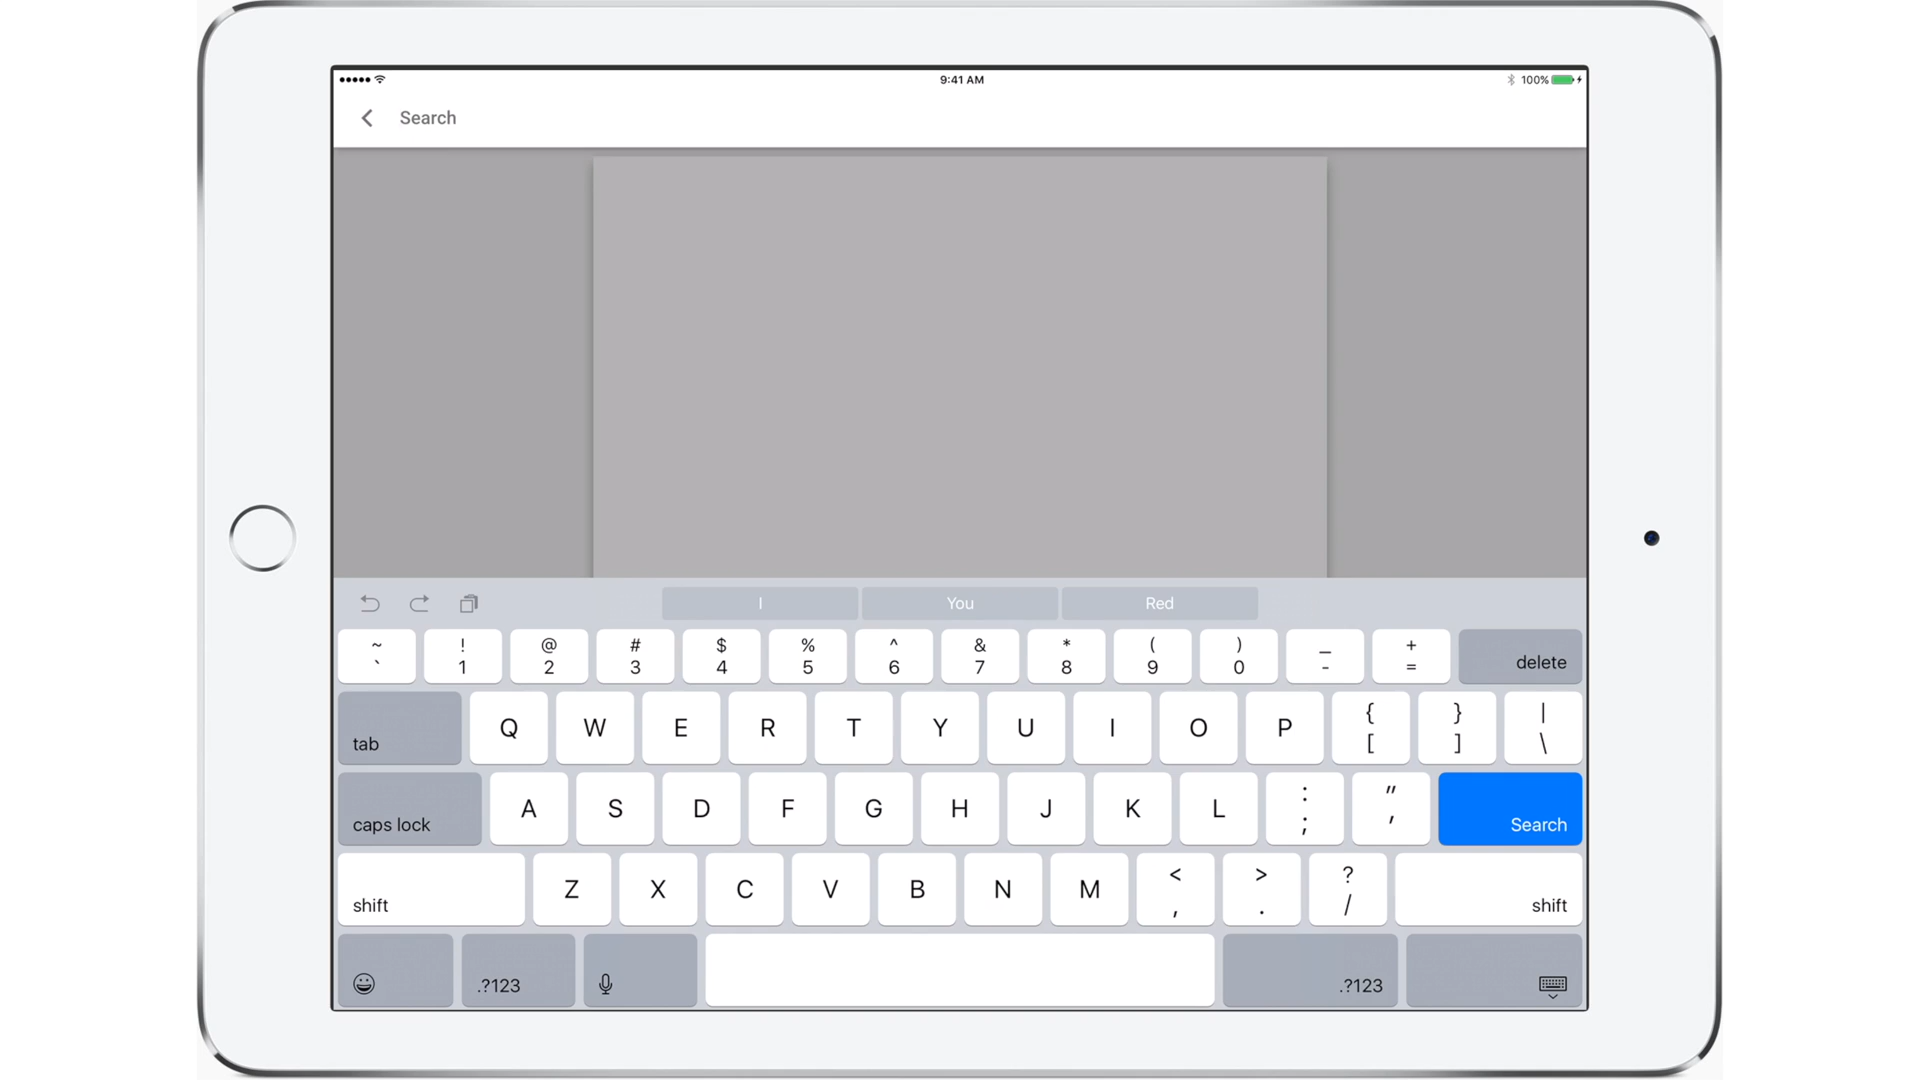 9:41 AM
100%
Search
I You Red
~ ! @ # $ % ^ & * ( ) _ +
` 1 2 3 4 5 6 7 8 9 0 - = delete
tab Q W E R T Y U I O P { [ } ] | \
caps lock A S D F G H J K L : ; " ' Search
shift Z X C V B N M < , > . ? / shift
.?123 .?123